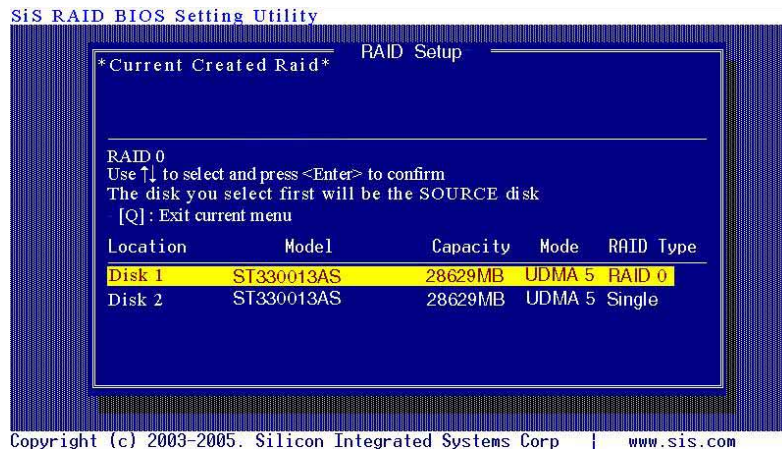 SiS RAID BIOS Setting Utility
RAID Setup
*Current Created Raid*
RAID 0
Use ↑↓ to select and press <Enter> to confirm
The disk you select first will be the SOURCE disk
[Q] : Exit current menu
Location Model Capacity Mode RAID Type
Disk 1 ST330013AS 28629MB UDMA 5 RAID 0
Disk 2 ST330013AS 28629MB UDMA 5 Single
Copyright (c) 2003-2005. Silicon Integrated Systems Corp | www.sis.com